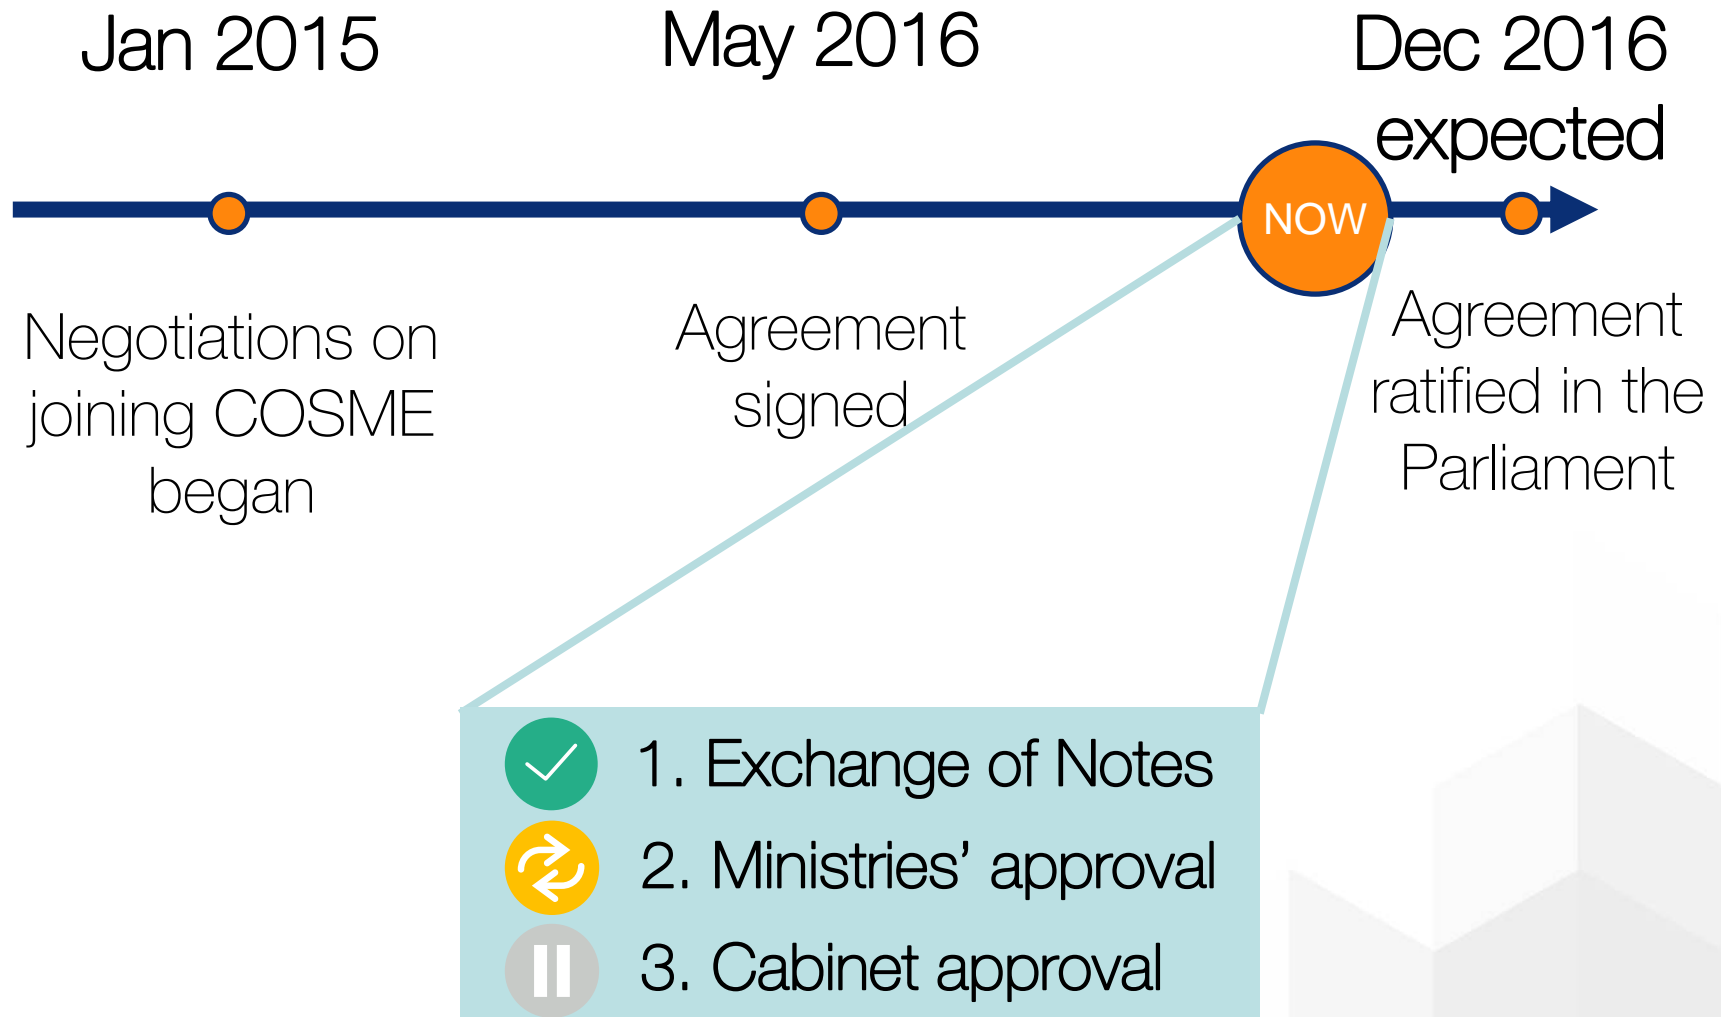 Jan 2015
May 2016
Dec 2016
expected
NOW
Negotiations on
joining COSME
began
Agreement
signed
Agreement
ratified in the
Parliament
1. Exchange of Notes
2. Ministries’ approval
3. Cabinet approval